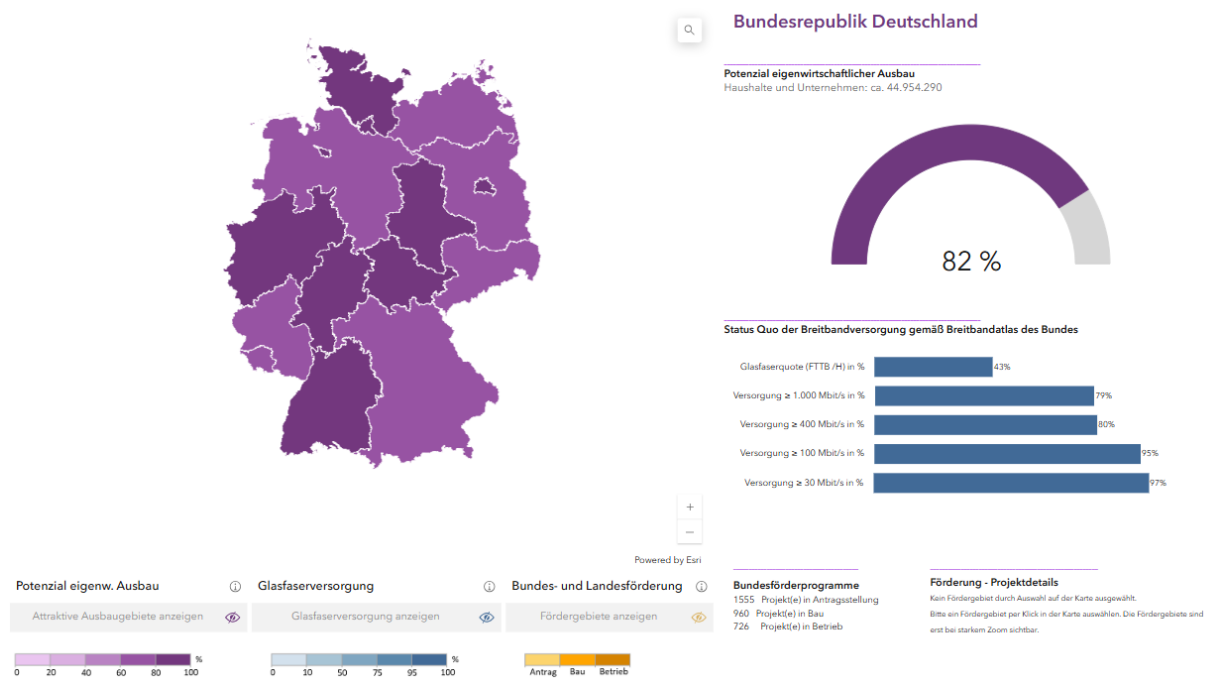 Bundesrepublik Deutschland
Potenzial eigenwirtschaftlicher Ausbau
Haushalte und Unternehmen: ca. 44.954.290
82 %
Status Quo der Breitbandversorgung gemäß Breitbandatlas des Bundes
Glasfaserquote (FTTB /H) in % 43%
Versorgung ≥ 1.000 Mbit/s in % 79%
Versorgung ≥ 400 Mbit/s in % 80%
Versorgung ≥ 100 Mbit/s in % 95%
Versorgung ≥ 30 Mbit/s in % 97%
+
−
Powered by Esri
Potenzial eigenw. Ausbau
Attraktive Ausbaugebiete anzeigen
0 20 40 60 80 100 %
Glasfaserversorgung
Glasfaserversorgung anzeigen
0 10 50 75 95 100 %
Bundes- und Landesförderung
Fördergebiete anzeigen
Antrag Bau Betrieb
Bundesförderprogramme
1555 Projekt(e) in Antragsstellung
960 Projekt(e) in Bau
726 Projekt(e) in Betrieb
Förderung - Projektdetails
Kein Fördergebiet durch Auswahl auf der Karte ausgewählt.
Bitte ein Fördergebiet per Klick in der Karte auswählen. Die Fördergebiete sind
erst bei starkem Zoom sichtbar.